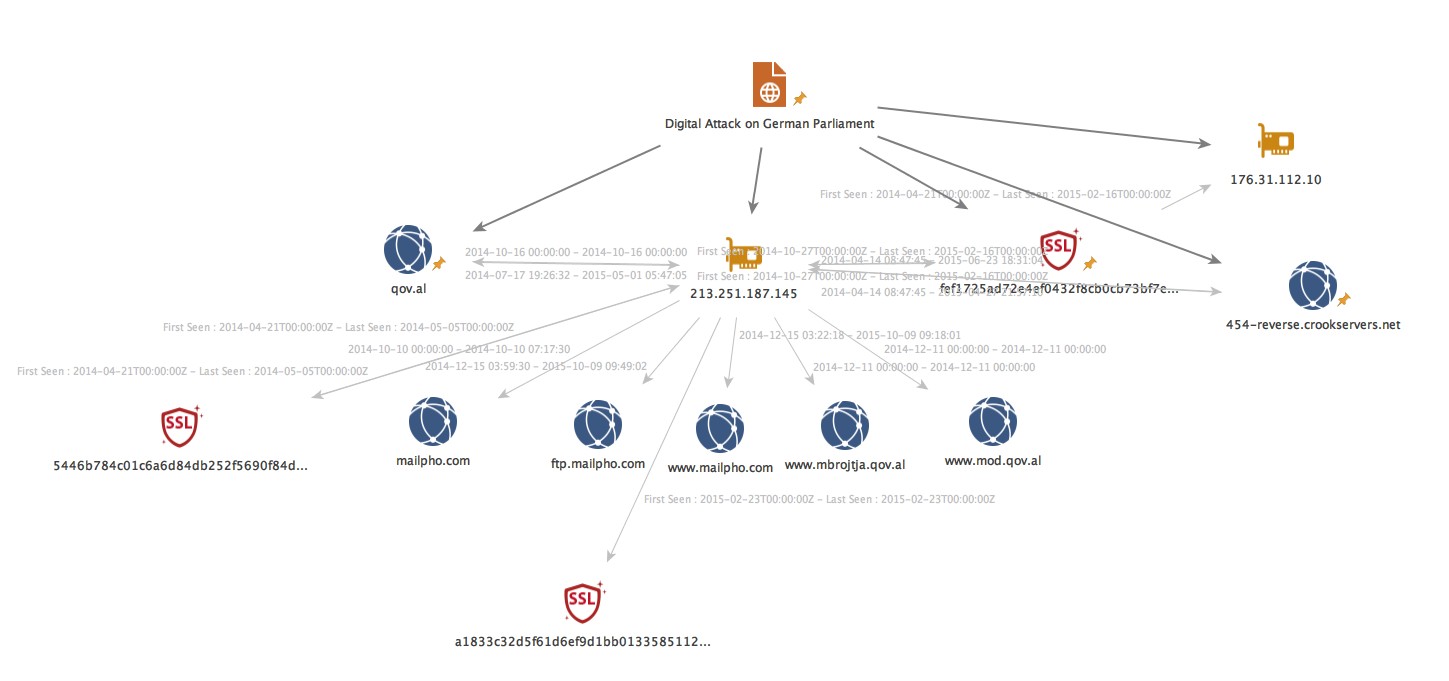 Digital Attack on German Parliament
176.31.112.10
First Seen : 2014-04-21T00:00:00Z - Last Seen : 2015-02-16T00:00:00Z
SSL
2014-10-16 00:00:00 - 2014-10-16 00:00:00
First Seen : 2014-10-27T00:00:00Z - Last Seen : 2015-02-16T00:00:00Z
2014-04-14 08:47:45 - 2015-06-23 18:31:04
2014-07-17 19:26:32 - 2015-05-01 05:47:05
First Seen : 2014-10-27T00:00:00Z - Last Seen : 2015-02-16T00:00:00Z
qov.al
213.251.187.145
fef1725ad72e4ef0432f8cb0cb73bf7e...
2014-04-14 08:47:45 -
454-reverse.crookservers.net
First Seen : 2014-04-21T00:00:00Z - Last Seen : 2014-05-05T00:00:00Z
2014-12-15 03:22:18 - 2015-10-09 09:18:01
2014-10-10 00:00:00 - 2014-10-10 07:17:30
2014-12-11 00:00:00 - 2014-12-11 00:00:00
First Seen : 2014-04-21T00:00:00Z - Last Seen : 2014-05-05T00:00:00Z
2014-12-15 03:59:30 - 2015-10-09 09:49:02
2014-12-11 00:00:00 - 2014-12-11 00:00:00
SSL
5446b784c01c6a6d84db252f5690f84d...
mailpho.com
ftp.mailpho.com
www.mailpho.com
www.mbrojtja.qov.al
www.mod.qov.al
First Seen : 2015-02-23T00:00:00Z - Last Seen : 2015-02-23T00:00:00Z
SSL
a1833c32d5f61d6ef9d1bb0133585112...